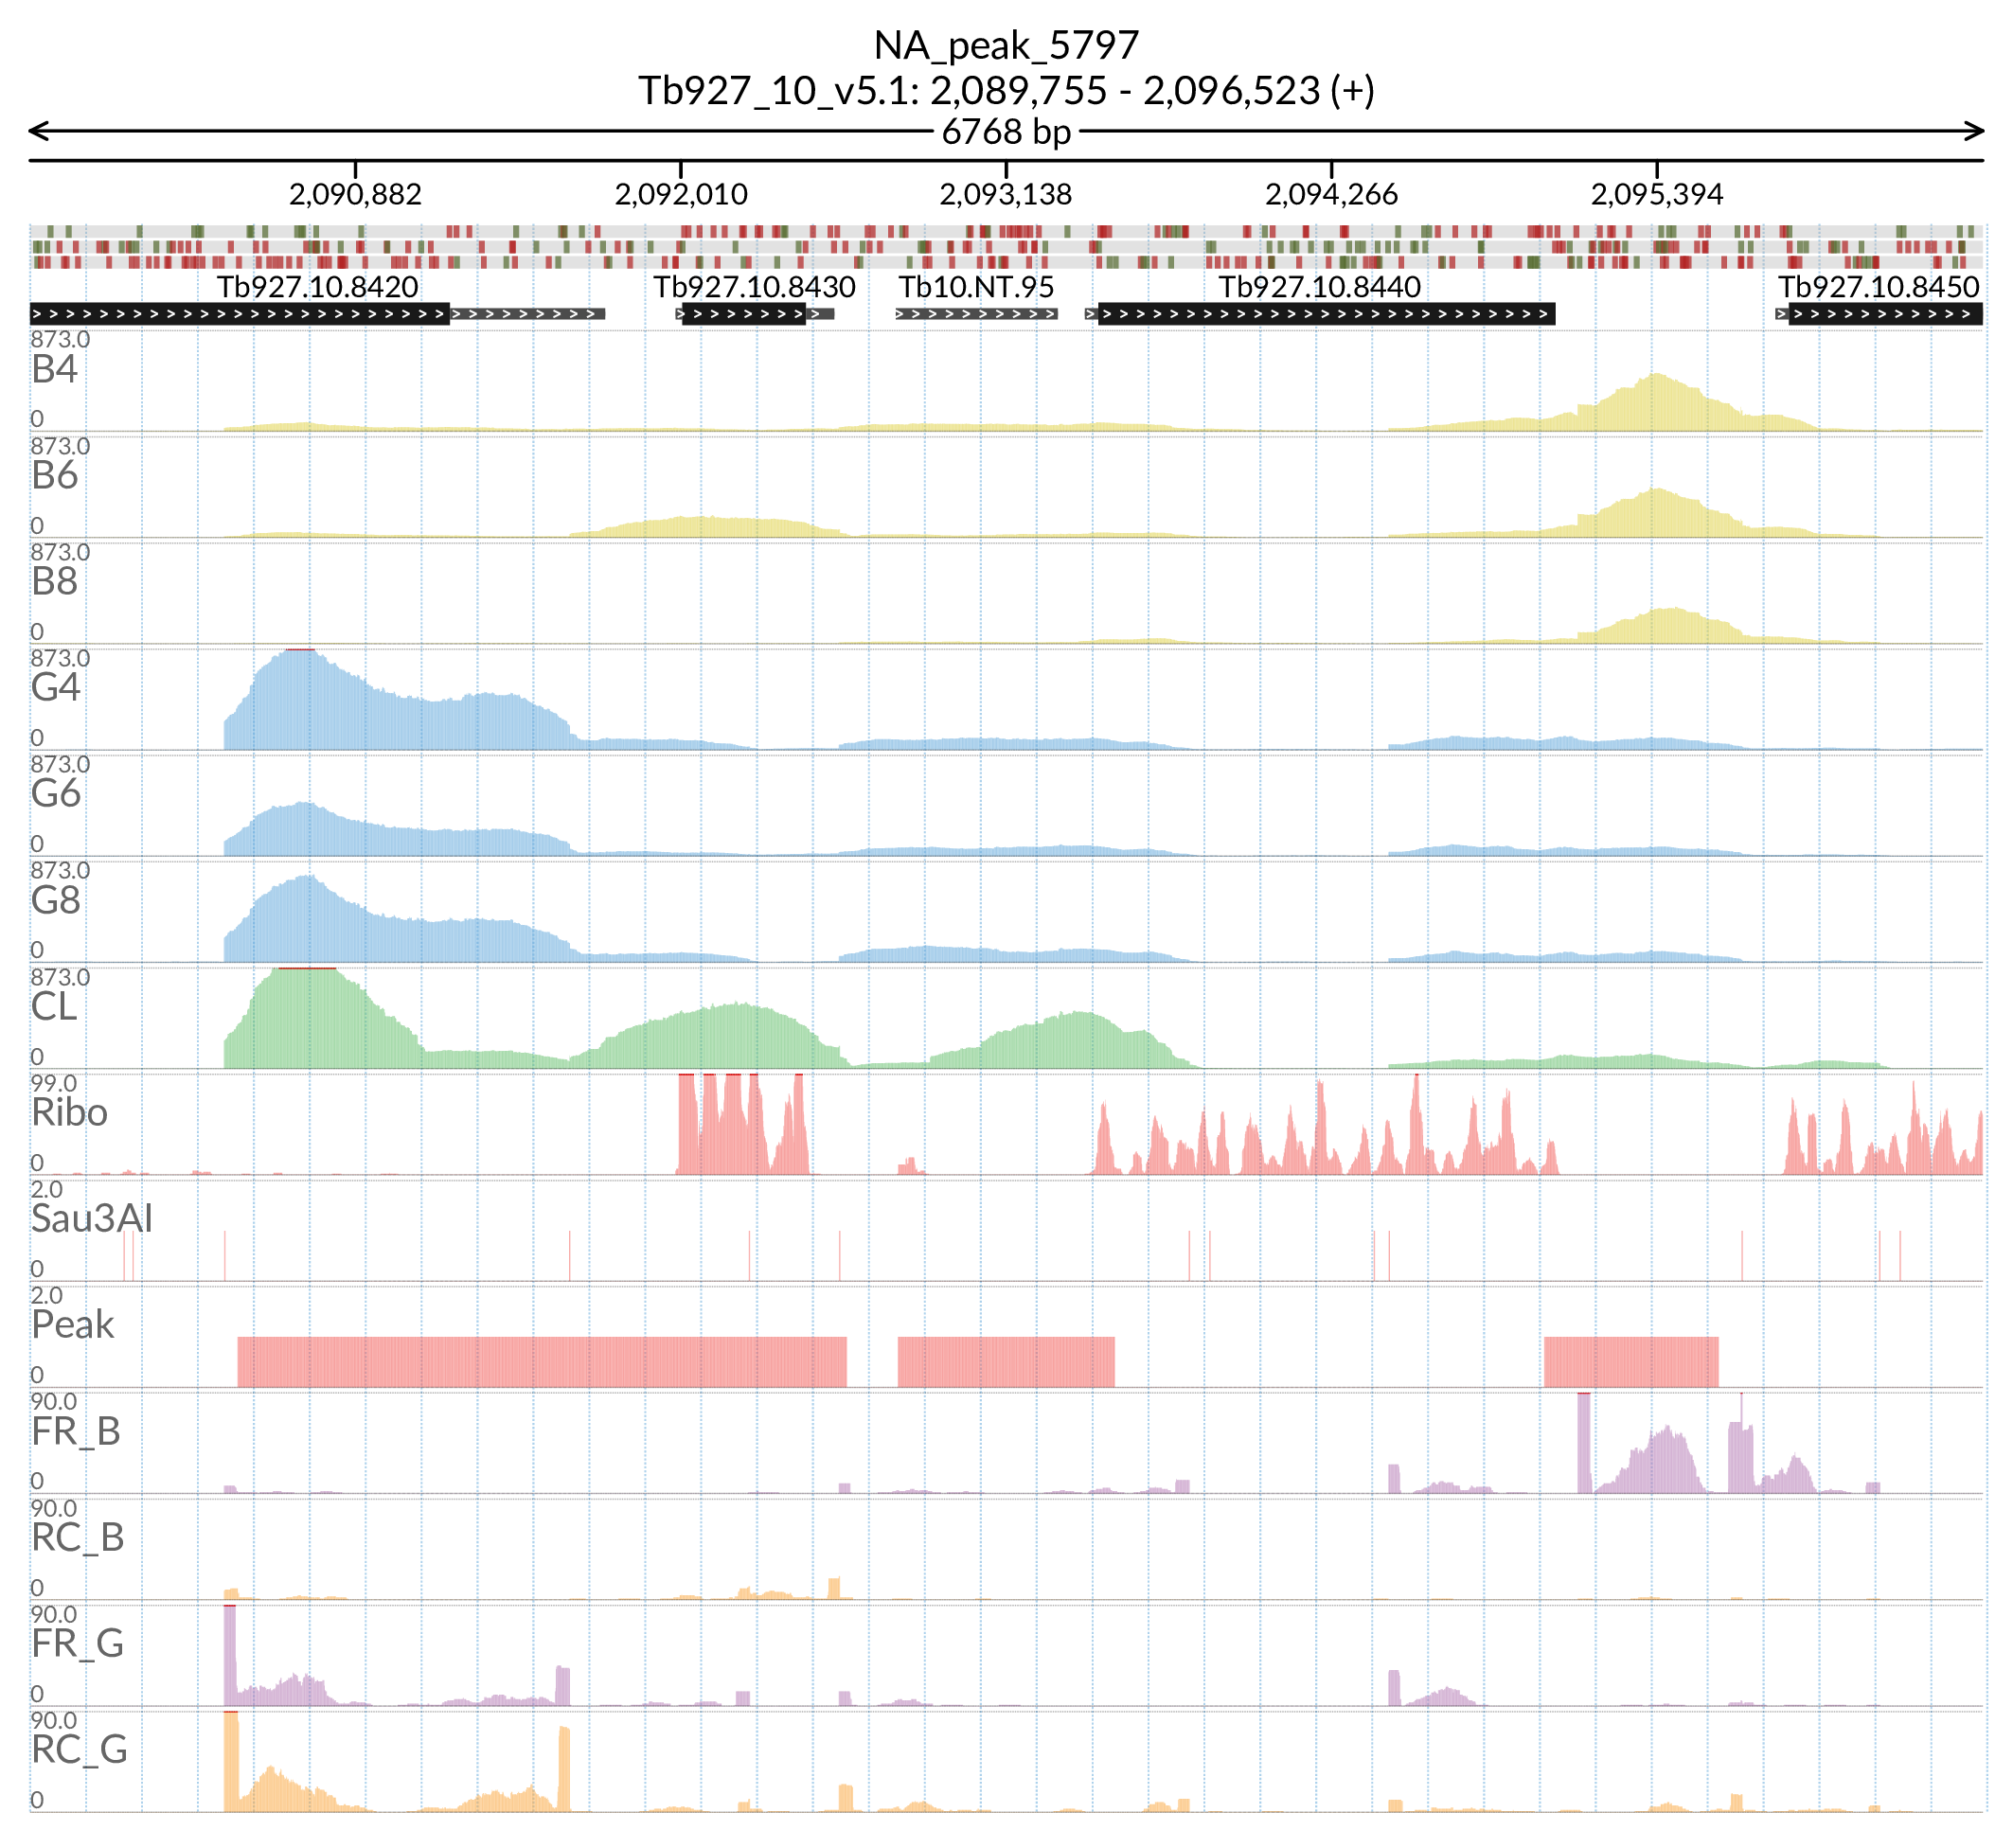 NA_peak_5797
Tb927_10_v5.1: 2,089,755 - 2,096,523 (+)
6768 bp
2,090,882 2,092,010 2,093,138 2,094,266 2,095,394
Tb927.10.8420 Tb927.10.8430 Tb10.NT.95 Tb927.10.8440 Tb927.10.8450
873.0
B4
0
873.0
B6
0
873.0
B8
0
873.0
G4
0
873.0
G6
0
873.0
G8
0
873.0
CL
0
99.0
Ribo
0
2.0
Sau3AI
0
2.0
Peak
0
90.0
FR_B
0
90.0
RC_B
0
90.0
FR_G
0
90.0
RC_G
0